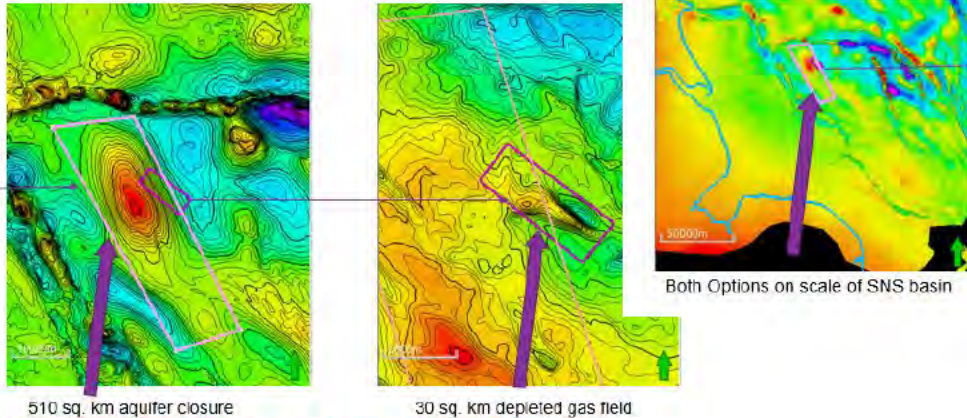 50000m
Both Options on scale of SNS basin
510 sq. km aquifer closure
30 sq. km depleted gas field